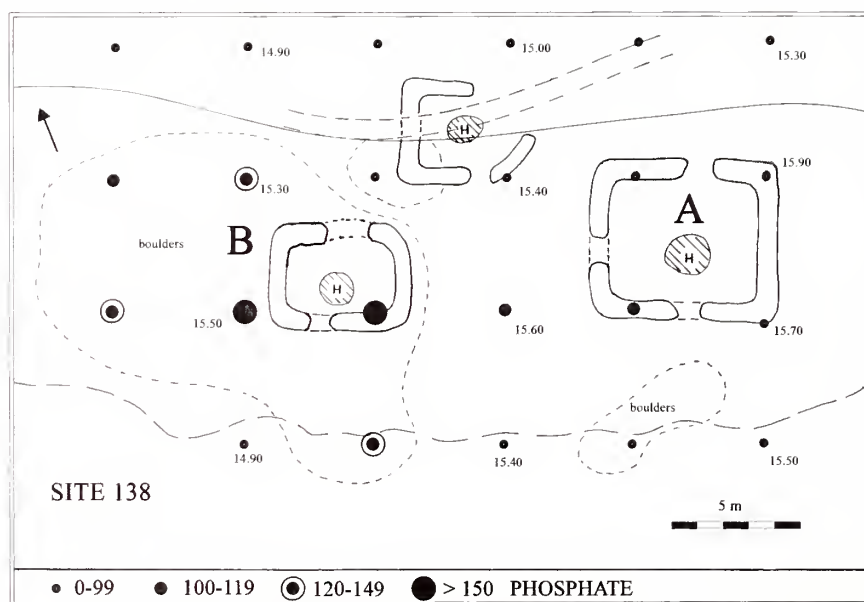 14.90 15.00 15.30
H
15.90
15.30 15.40
A
boulders B
H
H
15.50 15.60 15.70
boulders
14.90 15.40 15.50
SITE 138
5 m
0-99 100-119 120-149 > 150 PHOSPHATE